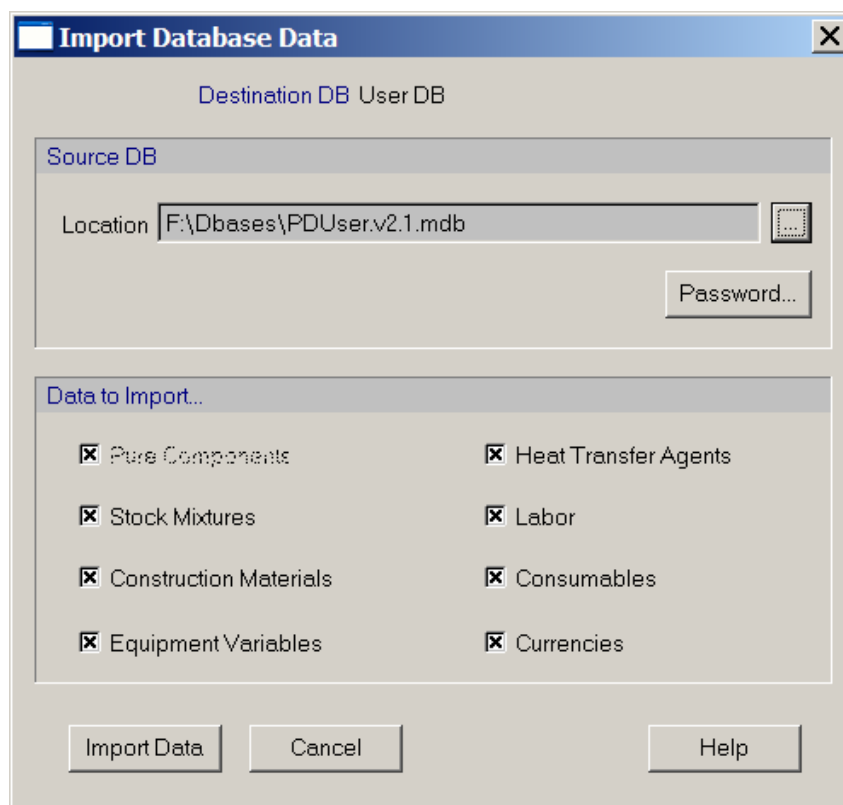 Import Database Data
Destination DB User DB
Source DB
Location F:\Dbases\PDUser.v2.1.mdb ...
Password...
Data to Import...
Pure Components Heat Transfer Agents
Stock Mixtures Labor
Construction Materials Consumables
Equipment Variables Currencies
Import Data Cancel Help